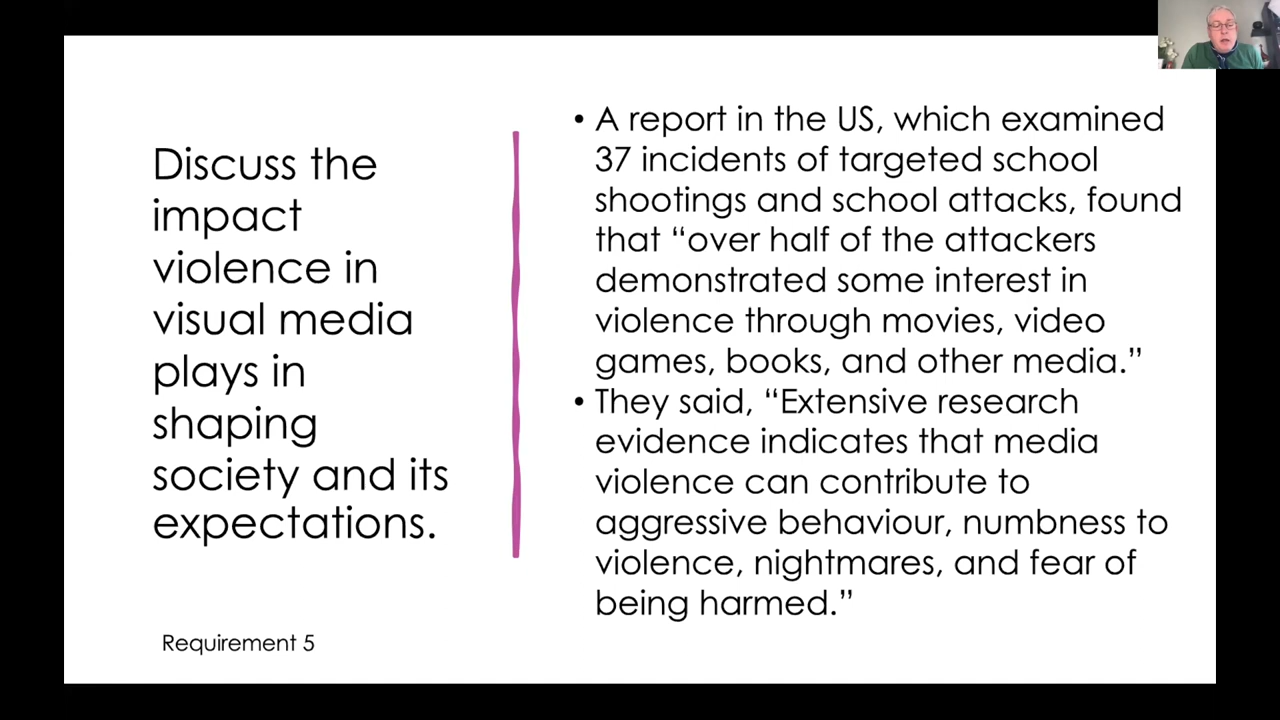 Discuss the
impact
violence in
visual media
plays in
shaping
society and its
expectations.
Requirement 5
• A report in the US, which examined
37 incidents of targeted school
shootings and school attacks, found
that “over half of the attackers
demonstrated some interest in
violence through movies, video
games, books, and other media.”
• They said, “Extensive research
evidence indicates that media
violence can contribute to
aggressive behaviour, numbness to
violence, nightmares, and fear of
being harmed.”